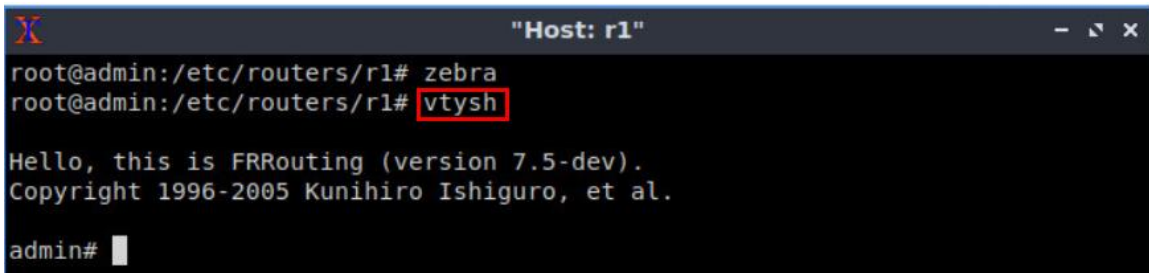 "Host: r1"
root@admin:/etc/routers/r1# zebra
root@admin:/etc/routers/r1# vtysh
Hello, this is FRRouting (version 7.5-dev).
Copyright 1996-2005 Kunihiro Ishiguro, et al.
admin#